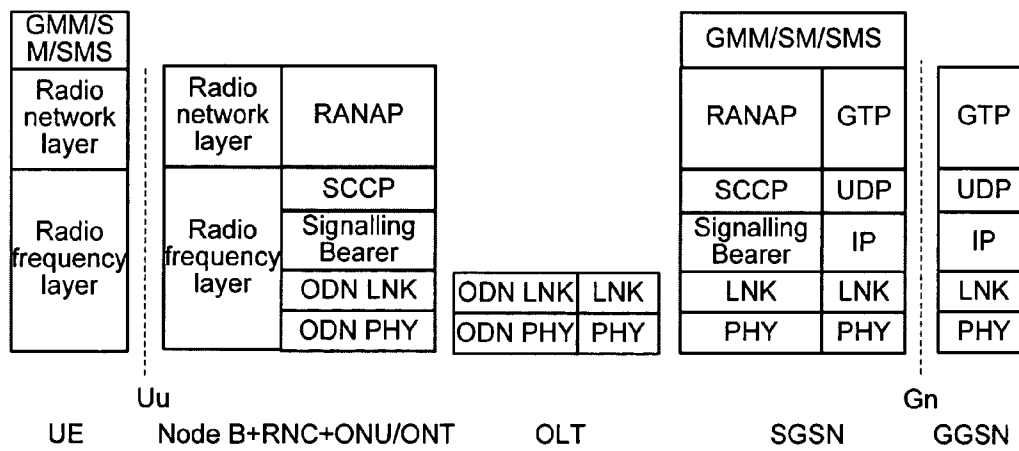 GMM/S
M/SMS
GMM/SM/SMS
Radio
network
layer
Radio
network
layer
RANAP
RANAP
GTP
GTP
SCCP
SCCP
UDP
UDP
Radio
frequency
layer
Radio
frequency
layer
Signalling
Bearer
Signalling
Bearer
IP
IP
ODN LNK
ODN LNK
LNK
LNK
LNK
LNK
ODN PHY
ODN PHY
PHY
PHY
PHY
PHY
Uu
Gn
UE
Node B+RNC+ONU/ONT
OLT
SGSN
GGSN